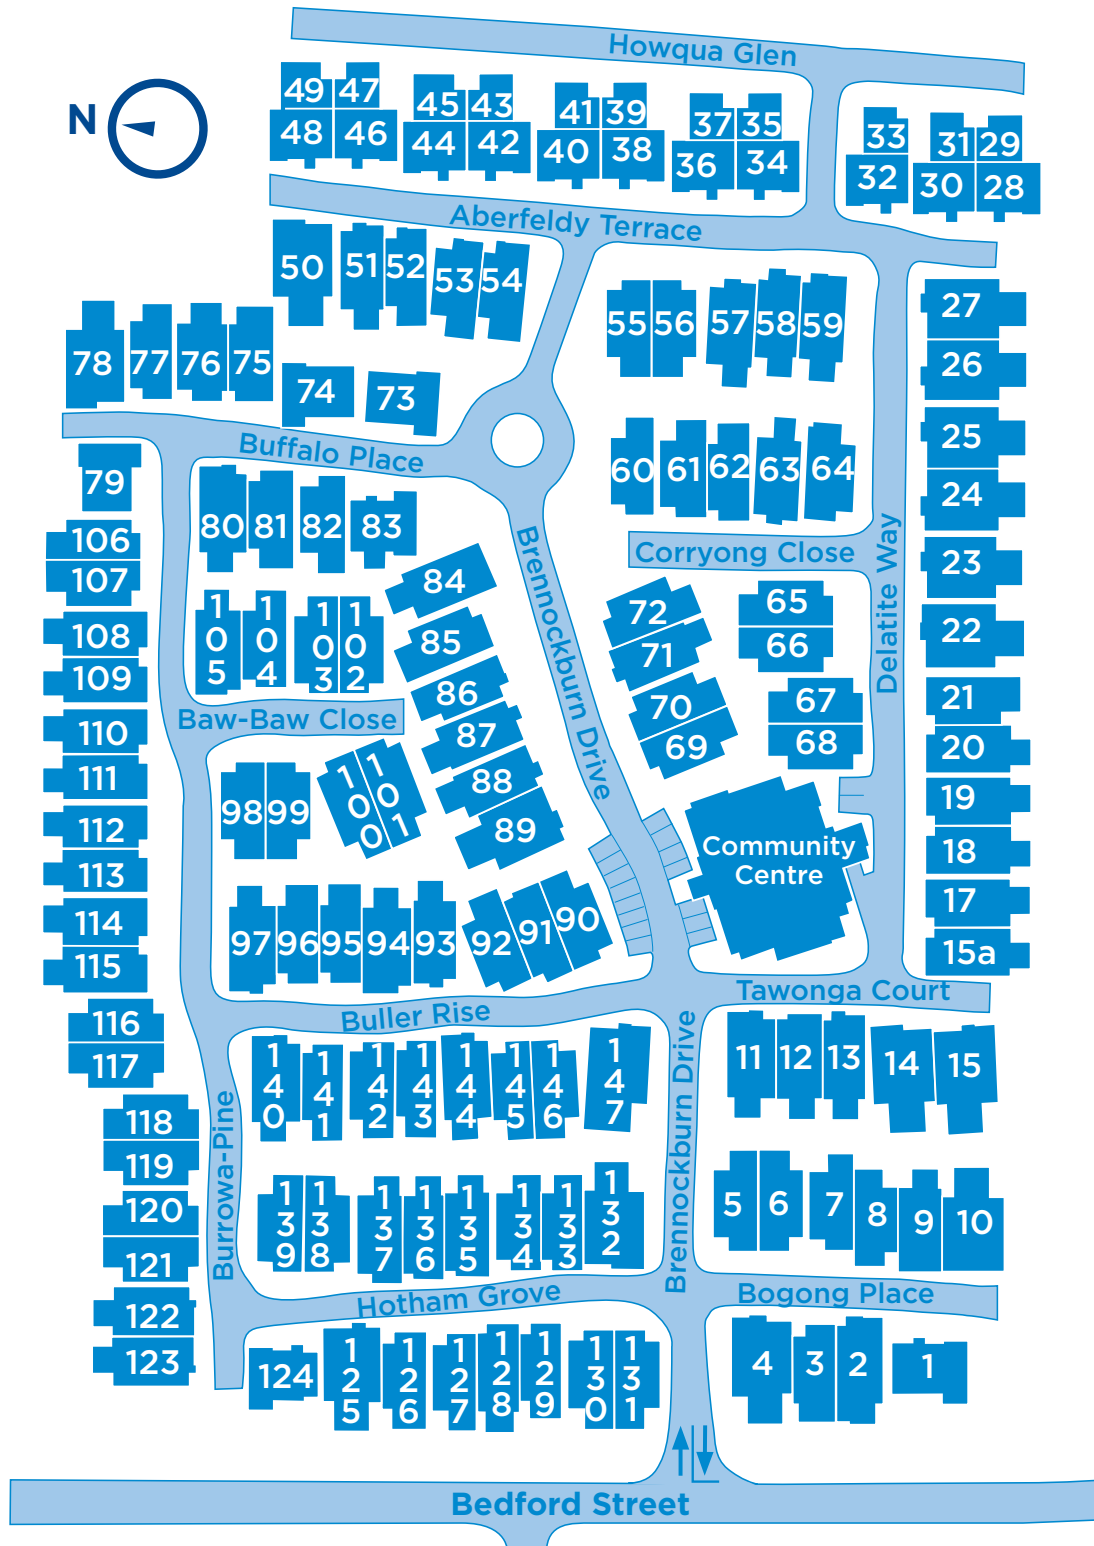 Howqua Glen
N
49 47
48 46
45 43
44 42
41 39
40 38
37 35
36 34
33
32
31 29
30 28
Aberfeldy Terrace
50 51 52 53 54
55 56 57 58 59
27
26
25
24
23
22
21
20
19
18
17
15a
78 77 76 75 74 73
Buffalo Place
60 61 62 63 64
Corryong Close
Delatite Way
79
80 81 82 83
Brennockburn Drive
106
107
108
109
110
111
112
113
114
115
116
117
118
119
120
121
122
123
84
85
86
87
88
89
105 104 103 102
Baw-Baw Close
72
71
70
69
65
66
67
68
98 99 100 101
Community
Centre
97 96 95 94 93 92 91 90
Buller Rise
Tawonga Court
140 141 142 143 144 145 146 147
11 12 13 14 15
Burrowa-Pine
Brennockburn Drive
139 138 137 136 135 134 133 132
5 6 7 8 9 10
Hotham Grove
Bogong Place
124 125 126 127 128 129 130 131
4 3 2 1
Bedford Street